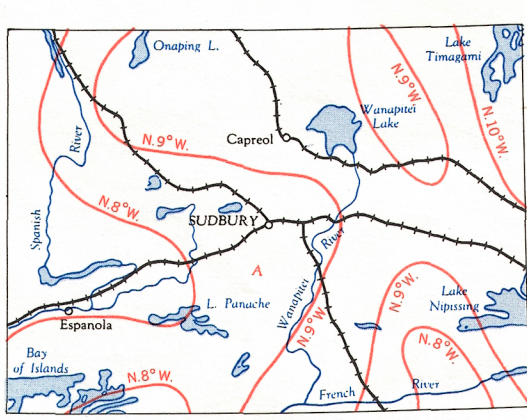 Onaping L.
Lake
Timagami
N.9°W.
N.10°W.
Wanapitei
Lake
Capreol
River
N.9°W.
N.8°W.
SUDBURY
Spanish
River
A
Wanapitei
N.9°W.
N.9°W.
L. Panache
Lake
Nipissing
Espanola
N.8°W.
Bay
of Islands
N.8°W.
French
River